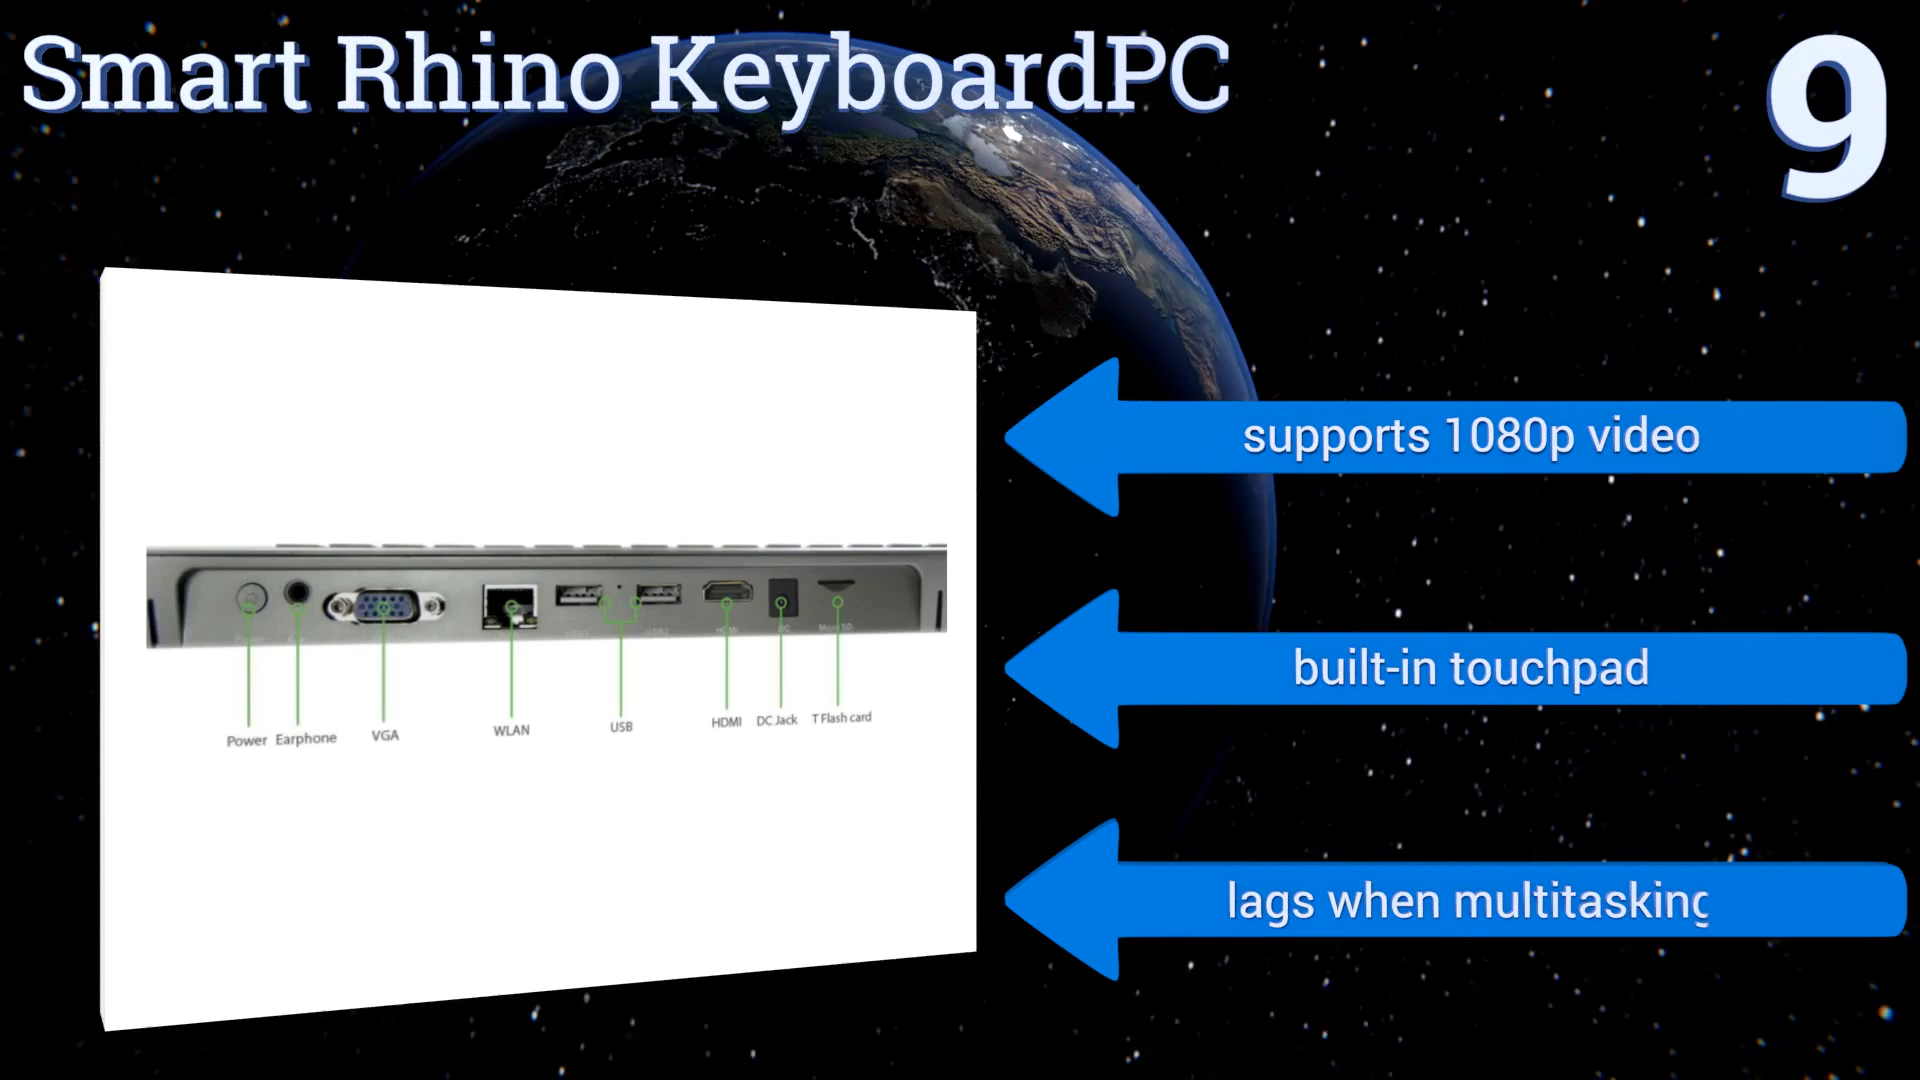 Smart Rhino KeyboardPC
9
supports 1080p video
built-in touchpad
lags when multitasking
Power Earphone VGA WLAN USB HDMI DC Jack T Flash card